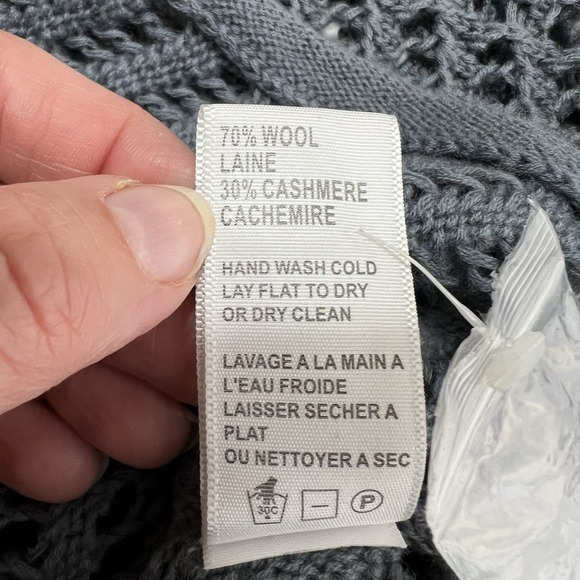 70% WOOL
LAINE
30% CASHMERE
CACHEMIRE
HAND WASH COLD
LAY FLAT TO DRY
OR DRY CLEAN
LAVAGE A LA MAIN A
L'EAU FROIDE
LAISSER SECHER A
PLAT
OU NETTOYER A SEC
30C P